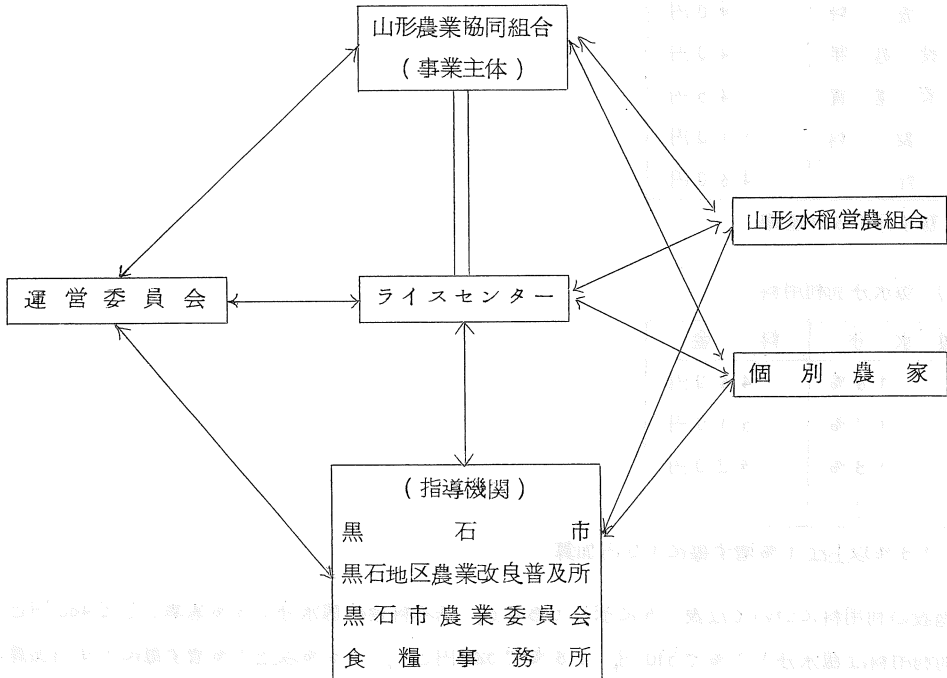 山形農業協同組合
(事業主体)
山形水稲営農組合
運営委員会
ライスセンター
個別農家
(指導機関)
黒石市
黒石地区農業改良普及所
黒石市農業委員会
食糧事務所